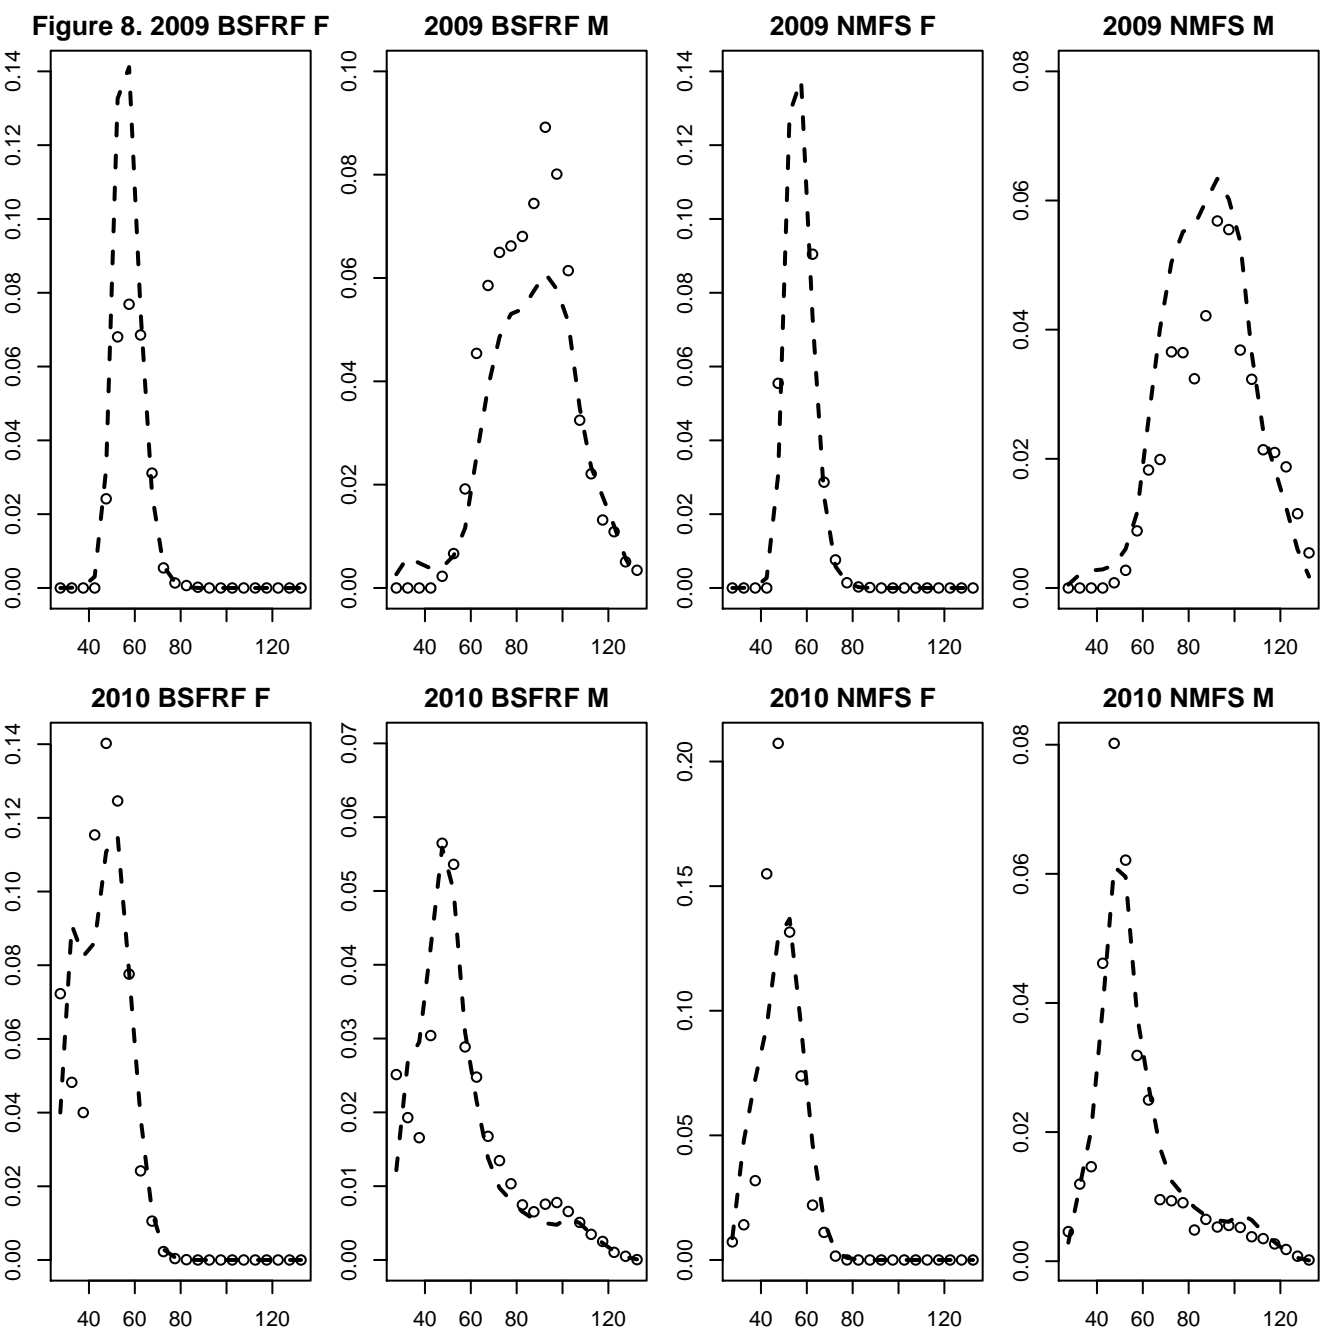 Figure 8. 2009 BSFRF F
2009 BSFRF M
2009 NMFS F
2009 NMFS M
0.00 0.02 0.04 0.06 0.08 0.10 0.12 0.14
0.00 0.02 0.04 0.06 0.08 0.10
0.00 0.02 0.04 0.06 0.08 0.10 0.12 0.14
0.00 0.02 0.04 0.06 0.08
40 60 80 120
40 60 80 120
40 60 80 120
40 60 80 120
2010 BSFRF F
2010 BSFRF M
2010 NMFS F
2010 NMFS M
0.00 0.02 0.04 0.06 0.08 0.10 0.12 0.14
0.00 0.01 0.02 0.03 0.04 0.05 0.06 0.07
0.00 0.05 0.10 0.15 0.20
0.00 0.02 0.04 0.06 0.08
40 60 80 120
40 60 80 120
40 60 80 120
40 60 80 120